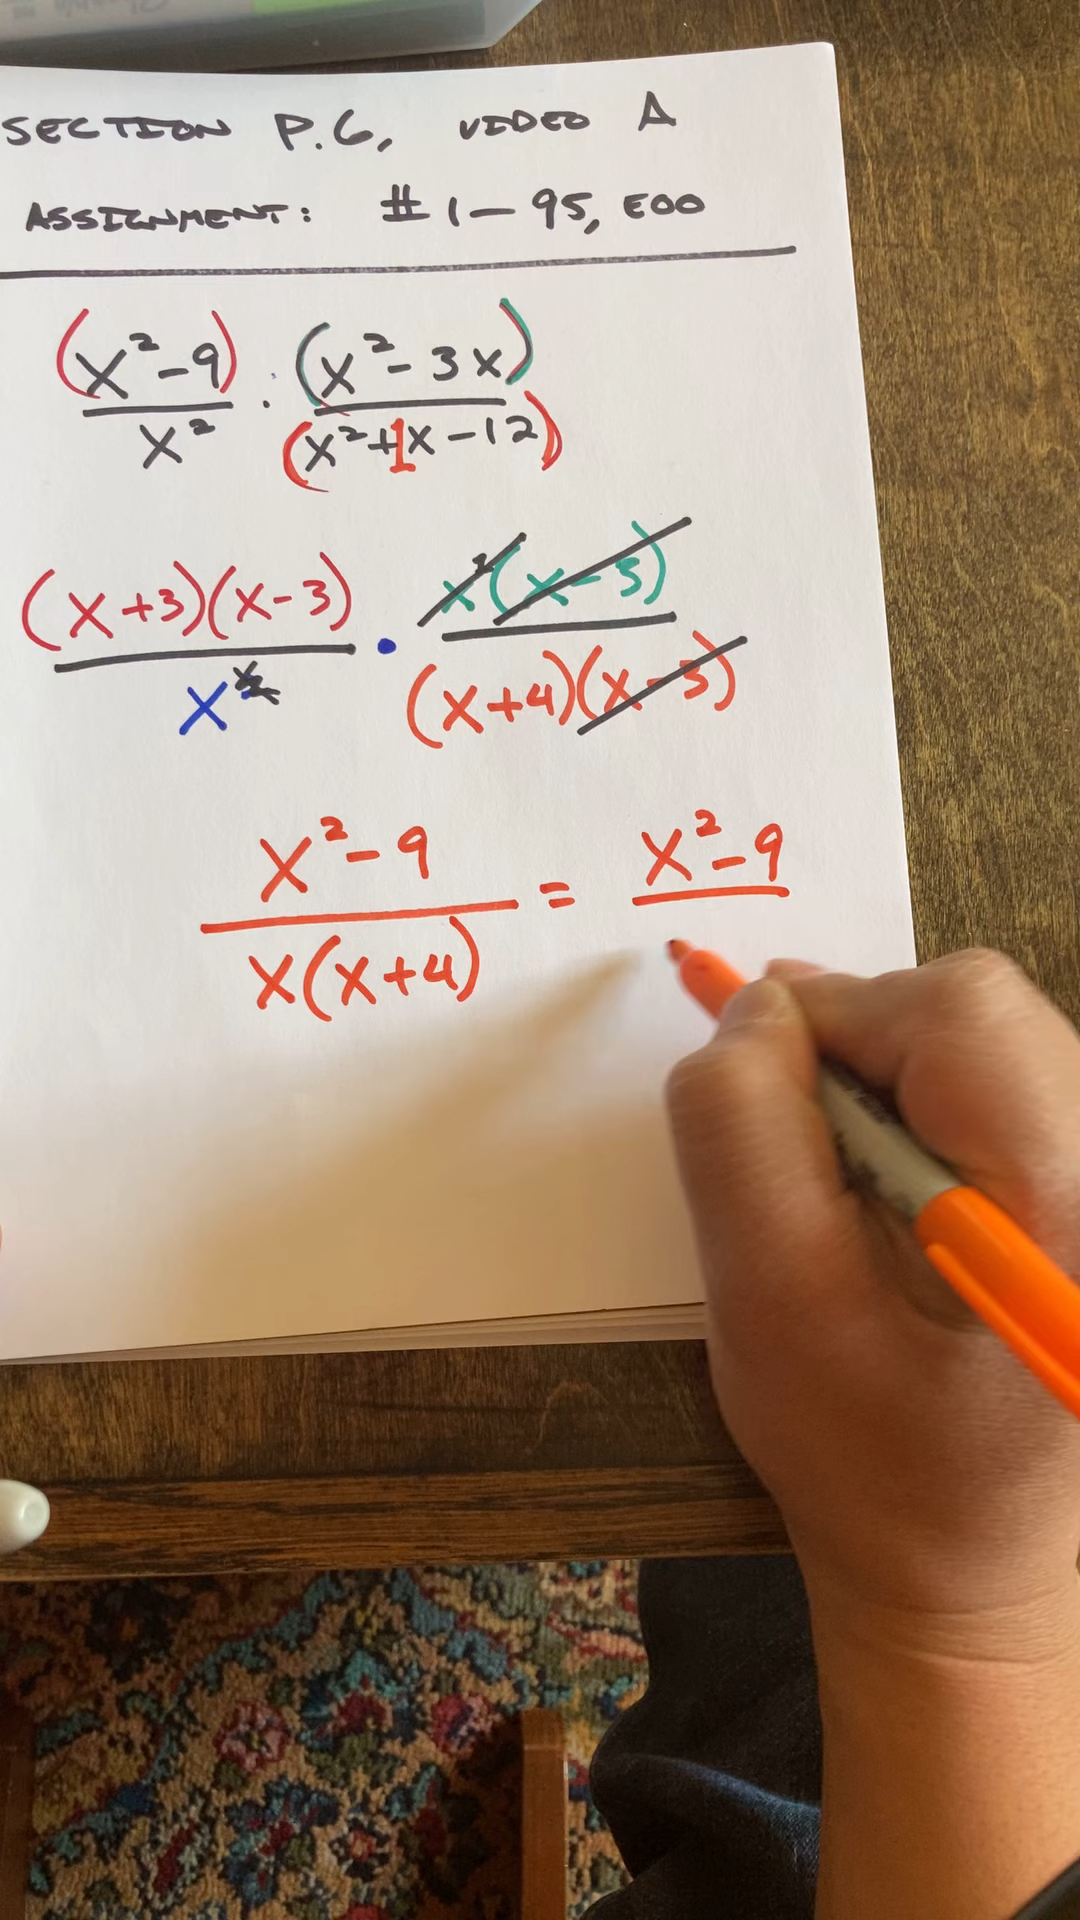 SECTION P.6, VIDEO A
ASSIGNMENT: # 1-95, EOO
(x²-9)/x² · (x²-3x)/(x²+1x-12)
(x+3)(x-3)/x² · x(x-3)/(x+4)(x-3)
x²-9/x(x+4) = x²-9